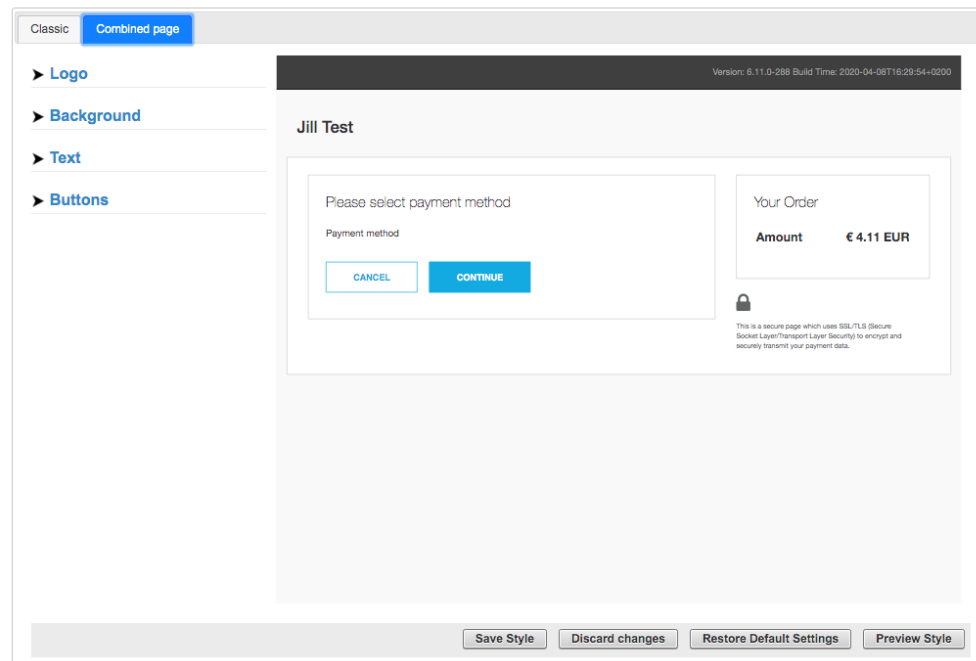 Classic
Combined page
Logo
Background
Text
Buttons
Version: 6.11.0-288 Build Time: 2020-04-08T16:29:54+0200
Jill Test
Please select payment method
Payment method
CANCEL
CONTINUE
Your Order
Amount € 4.11 EUR
This is a secure page which uses SSL/TLS (Secure
Socket Layer/Transport Layer Security) to encrypt and
securely transmit your payment data.
Save Style
Discard changes
Restore Default Settings
Preview Style